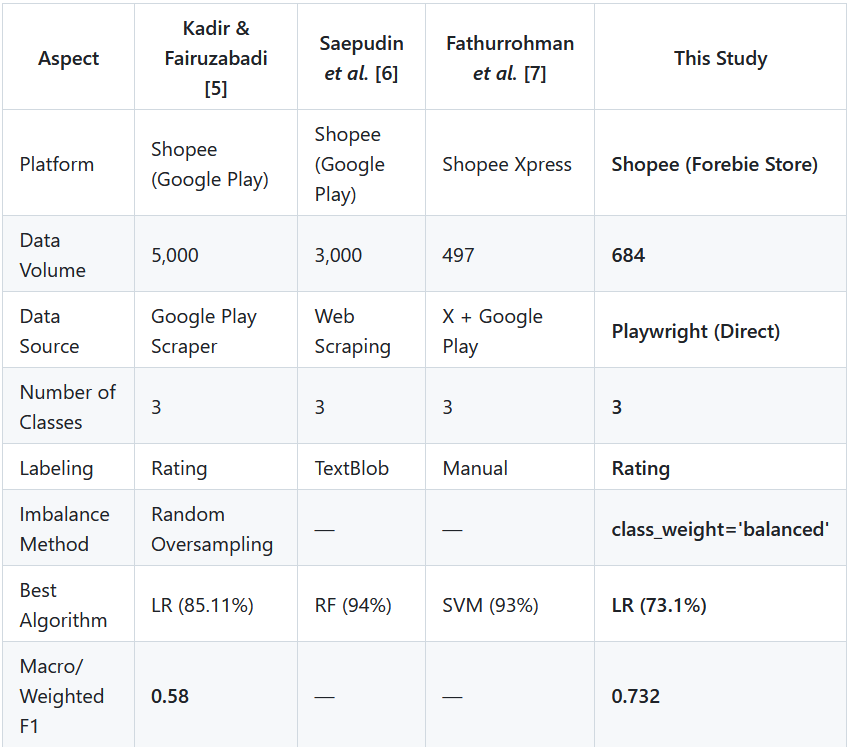 Aspect
Kadir &
Fairuzabadi
[5]
Saepudin
et al. [6]
Fathurrohman
et al. [7]
This Study
Platform
Shopee
(Google Play)
Shopee
(Google
Play)
Shopee Xpress
Shopee (Forebie Store)
Data
Volume
5,000
3,000
497
684
Data
Source
Google Play
Scraper
Web
Scraping
X + Google
Play
Playwright (Direct)
Number of
Classes
3
3
3
3
Labeling
Rating
TextBlob
Manual
Rating
Imbalance
Method
Random
Oversampling
—
—
class_weight='balanced'
Best
Algorithm
LR (85.11%)
RF (94%)
SVM (93%)
LR (73.1%)
Macro/
Weighted
F1
0.58
—
—
0.732